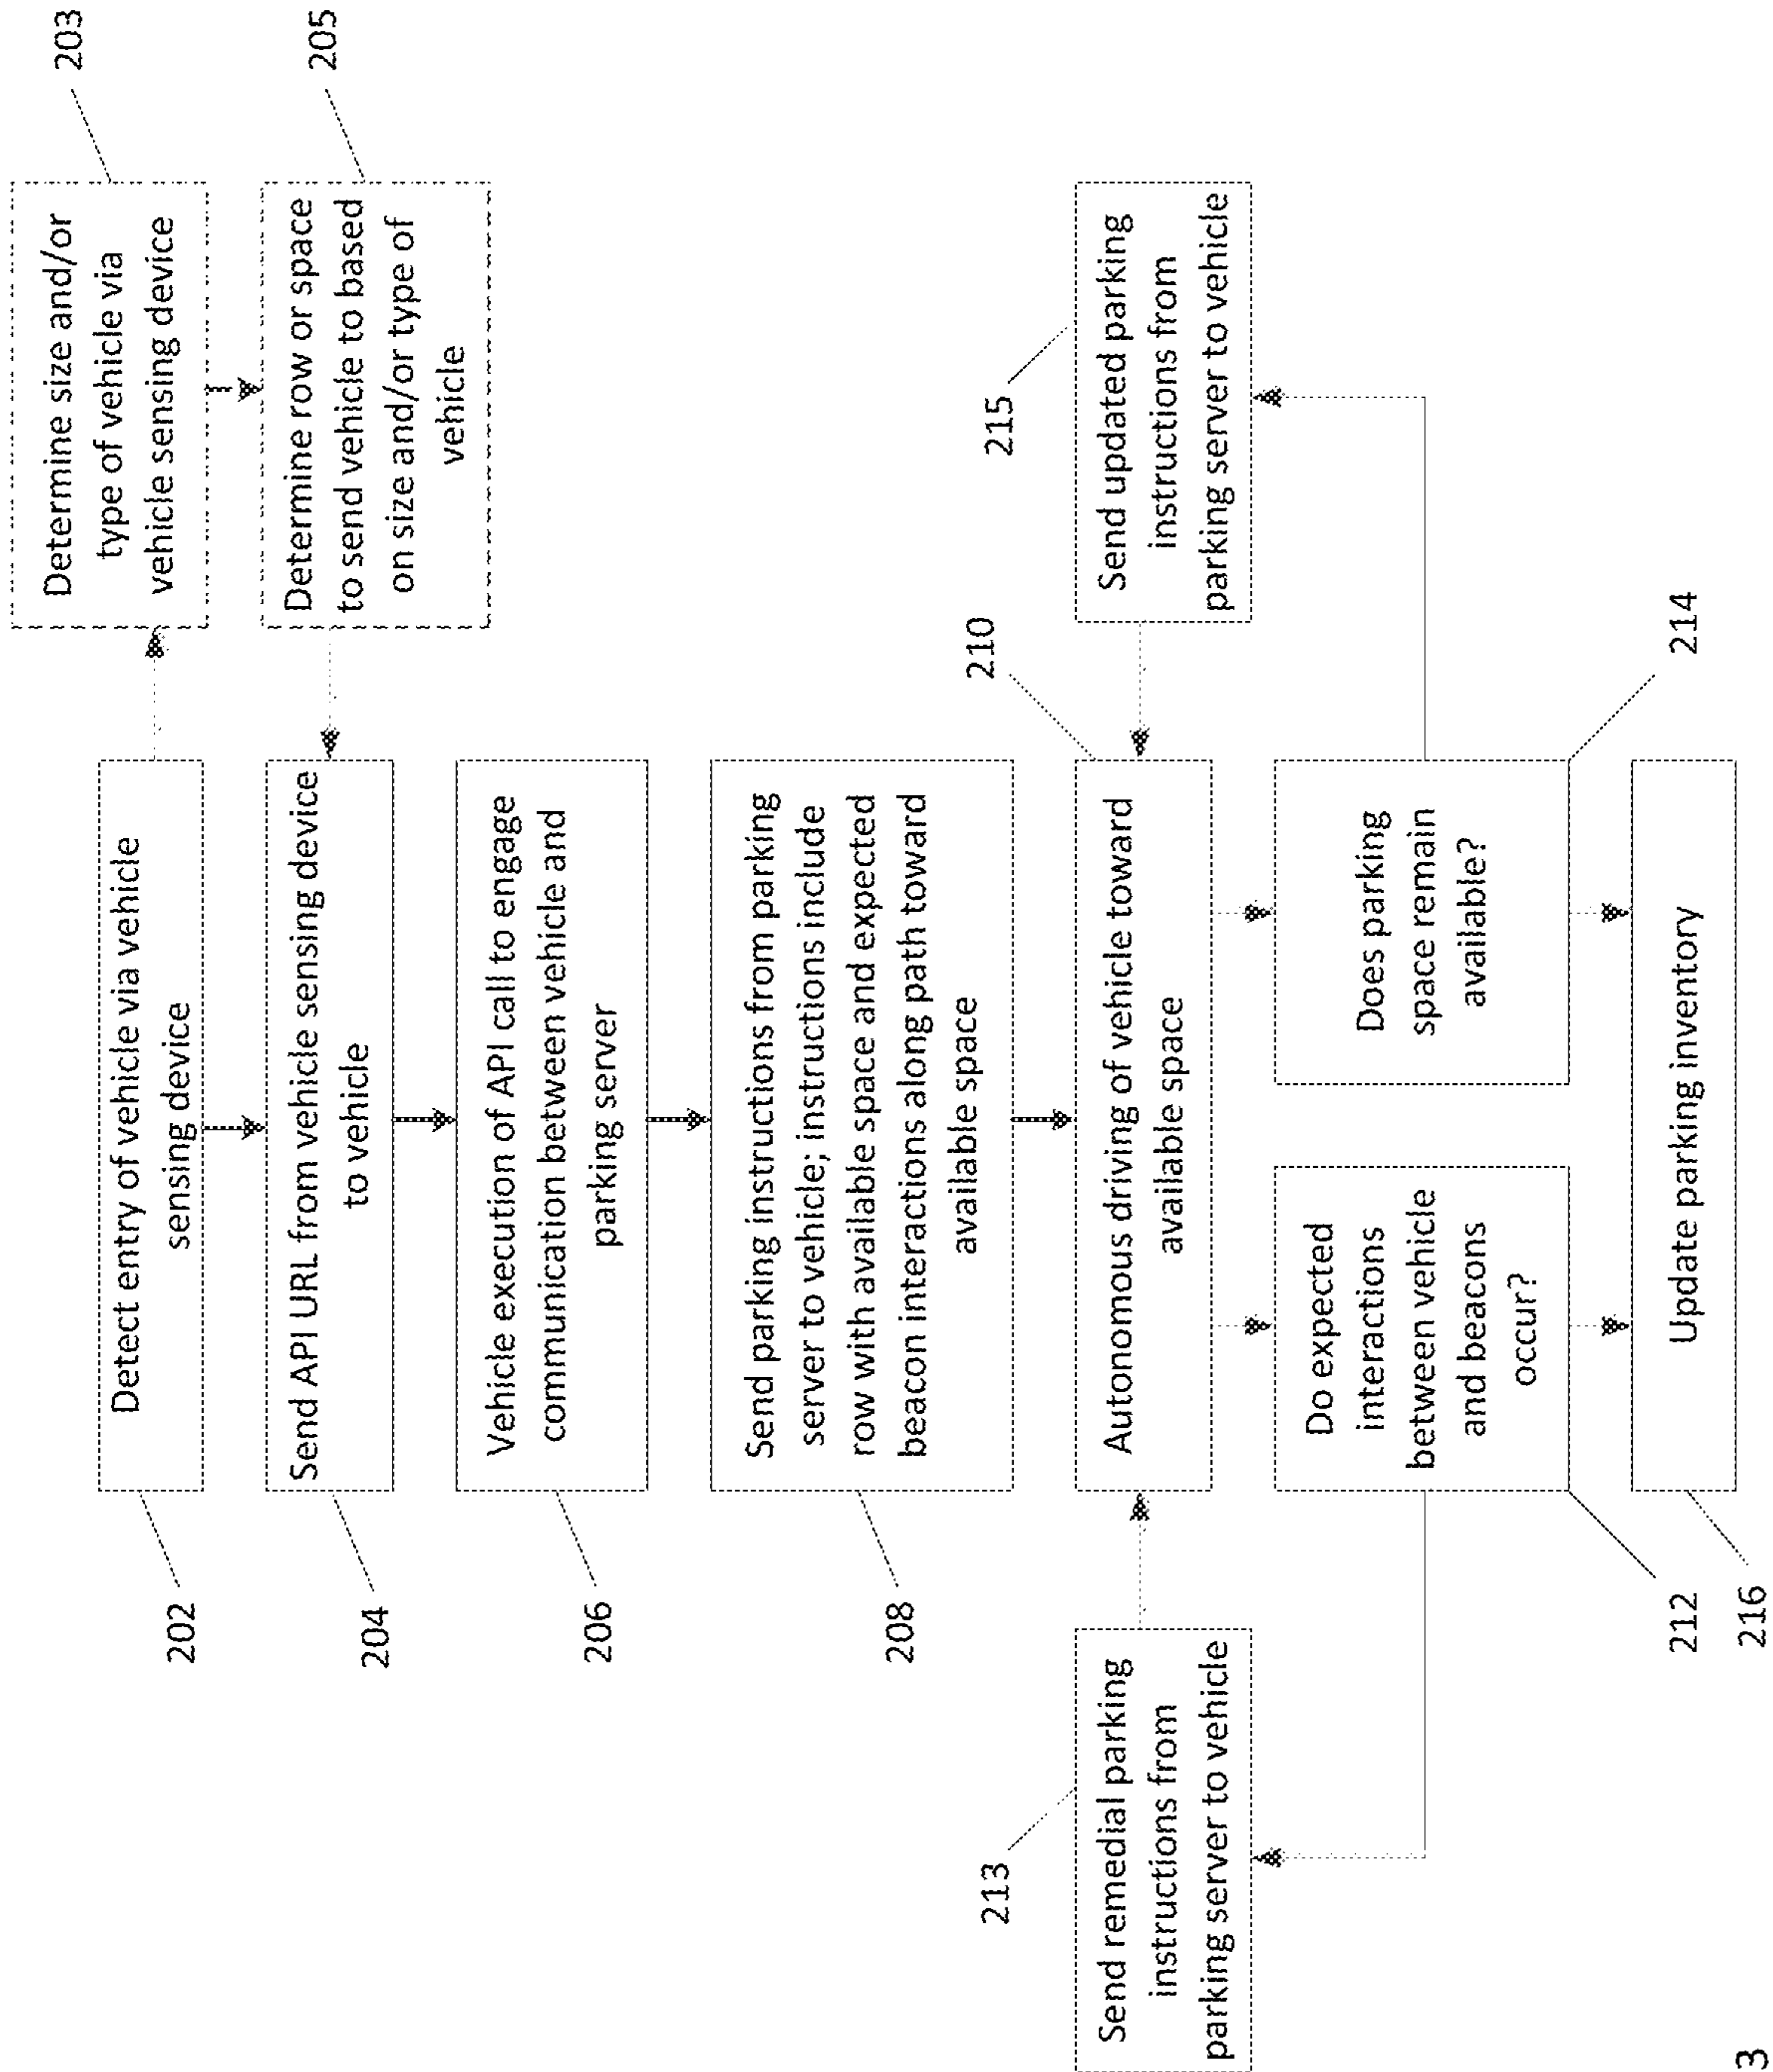 203
Determine size and/or
type of vehicle via
vehicle sensing device
205
Determine row or space
to send vehicle to based
on size and/or type of
vehicle
202
Detect entry of vehicle via vehicle
sensing device
204
Send API URL from vehicle sensing device
to vehicle
206
Vehicle execution of API call to engage
communication between vehicle and
parking server
208
Send parking instructions from parking
server to vehicle; instructions include
row with available space and expected
beacon interactions along path toward
available space
210
Autonomous driving of vehicle toward
available space
213
Send remedial parking
instructions from
parking server to vehicle
215
Send updated parking
instructions from
parking server to vehicle
212
Do expected
interactions
between vehicle
and beacons
occur?
214
Does parking
space remain
available?
216
Update parking inventory
3